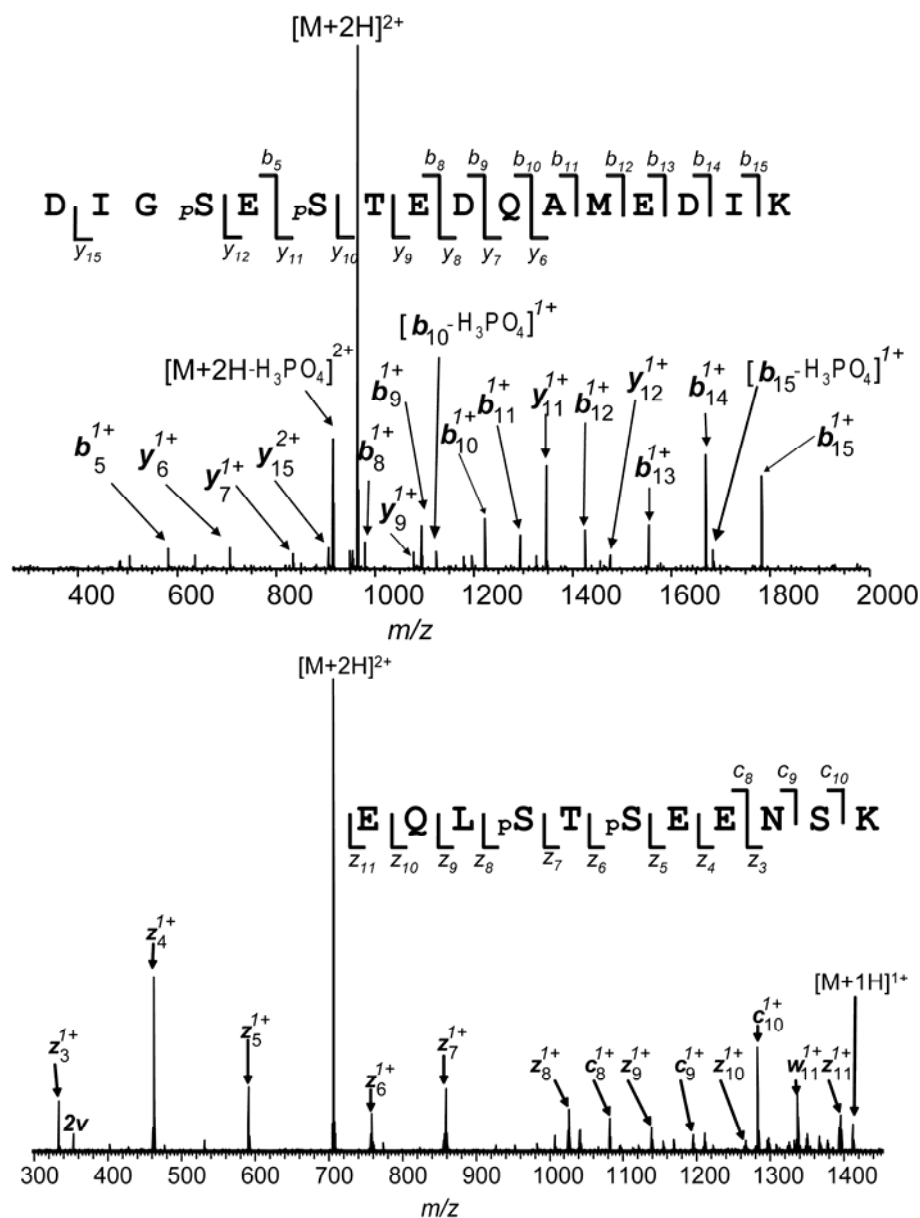 [M+2H]2+
b5 b8 b9 b10 b11 b12 b13 b14 b15
D I G pS E pS T E D Q A M E D I K
y15 y12 y11 y10 y9 y8 y7 y6
[b10-H3PO4]1+
[M+2H-H3PO4]2+ b9 1+ y11 1+ y12 1+ b14 1+ [b15-H3PO4]1+
b5 1+ y6 1+ y7 1+ y15 2+ b8 1+ y9 1+ b10 1+ b11 1+ b12 1+ b13 1+ b15 1+
400 600 800 1000 1200 1400 1600 1800 2000
m/z
[M+2H]2+
c8 c9 c10
E Q L pS T pS E E N S K
z11 z10 z9 z8 z7 z6 z5 z4 z3
z4 1+
[M+1H]1+
z3 1+ z5 1+ z7 1+ c10 1+
2v z6 1+ z8 1+ c8 1+ z9 1+ c9 1+ z10 1+ w11 1+ z11 1+
300 400 500 600 700 800 900 1000 1100 1200 1300 1400
m/z